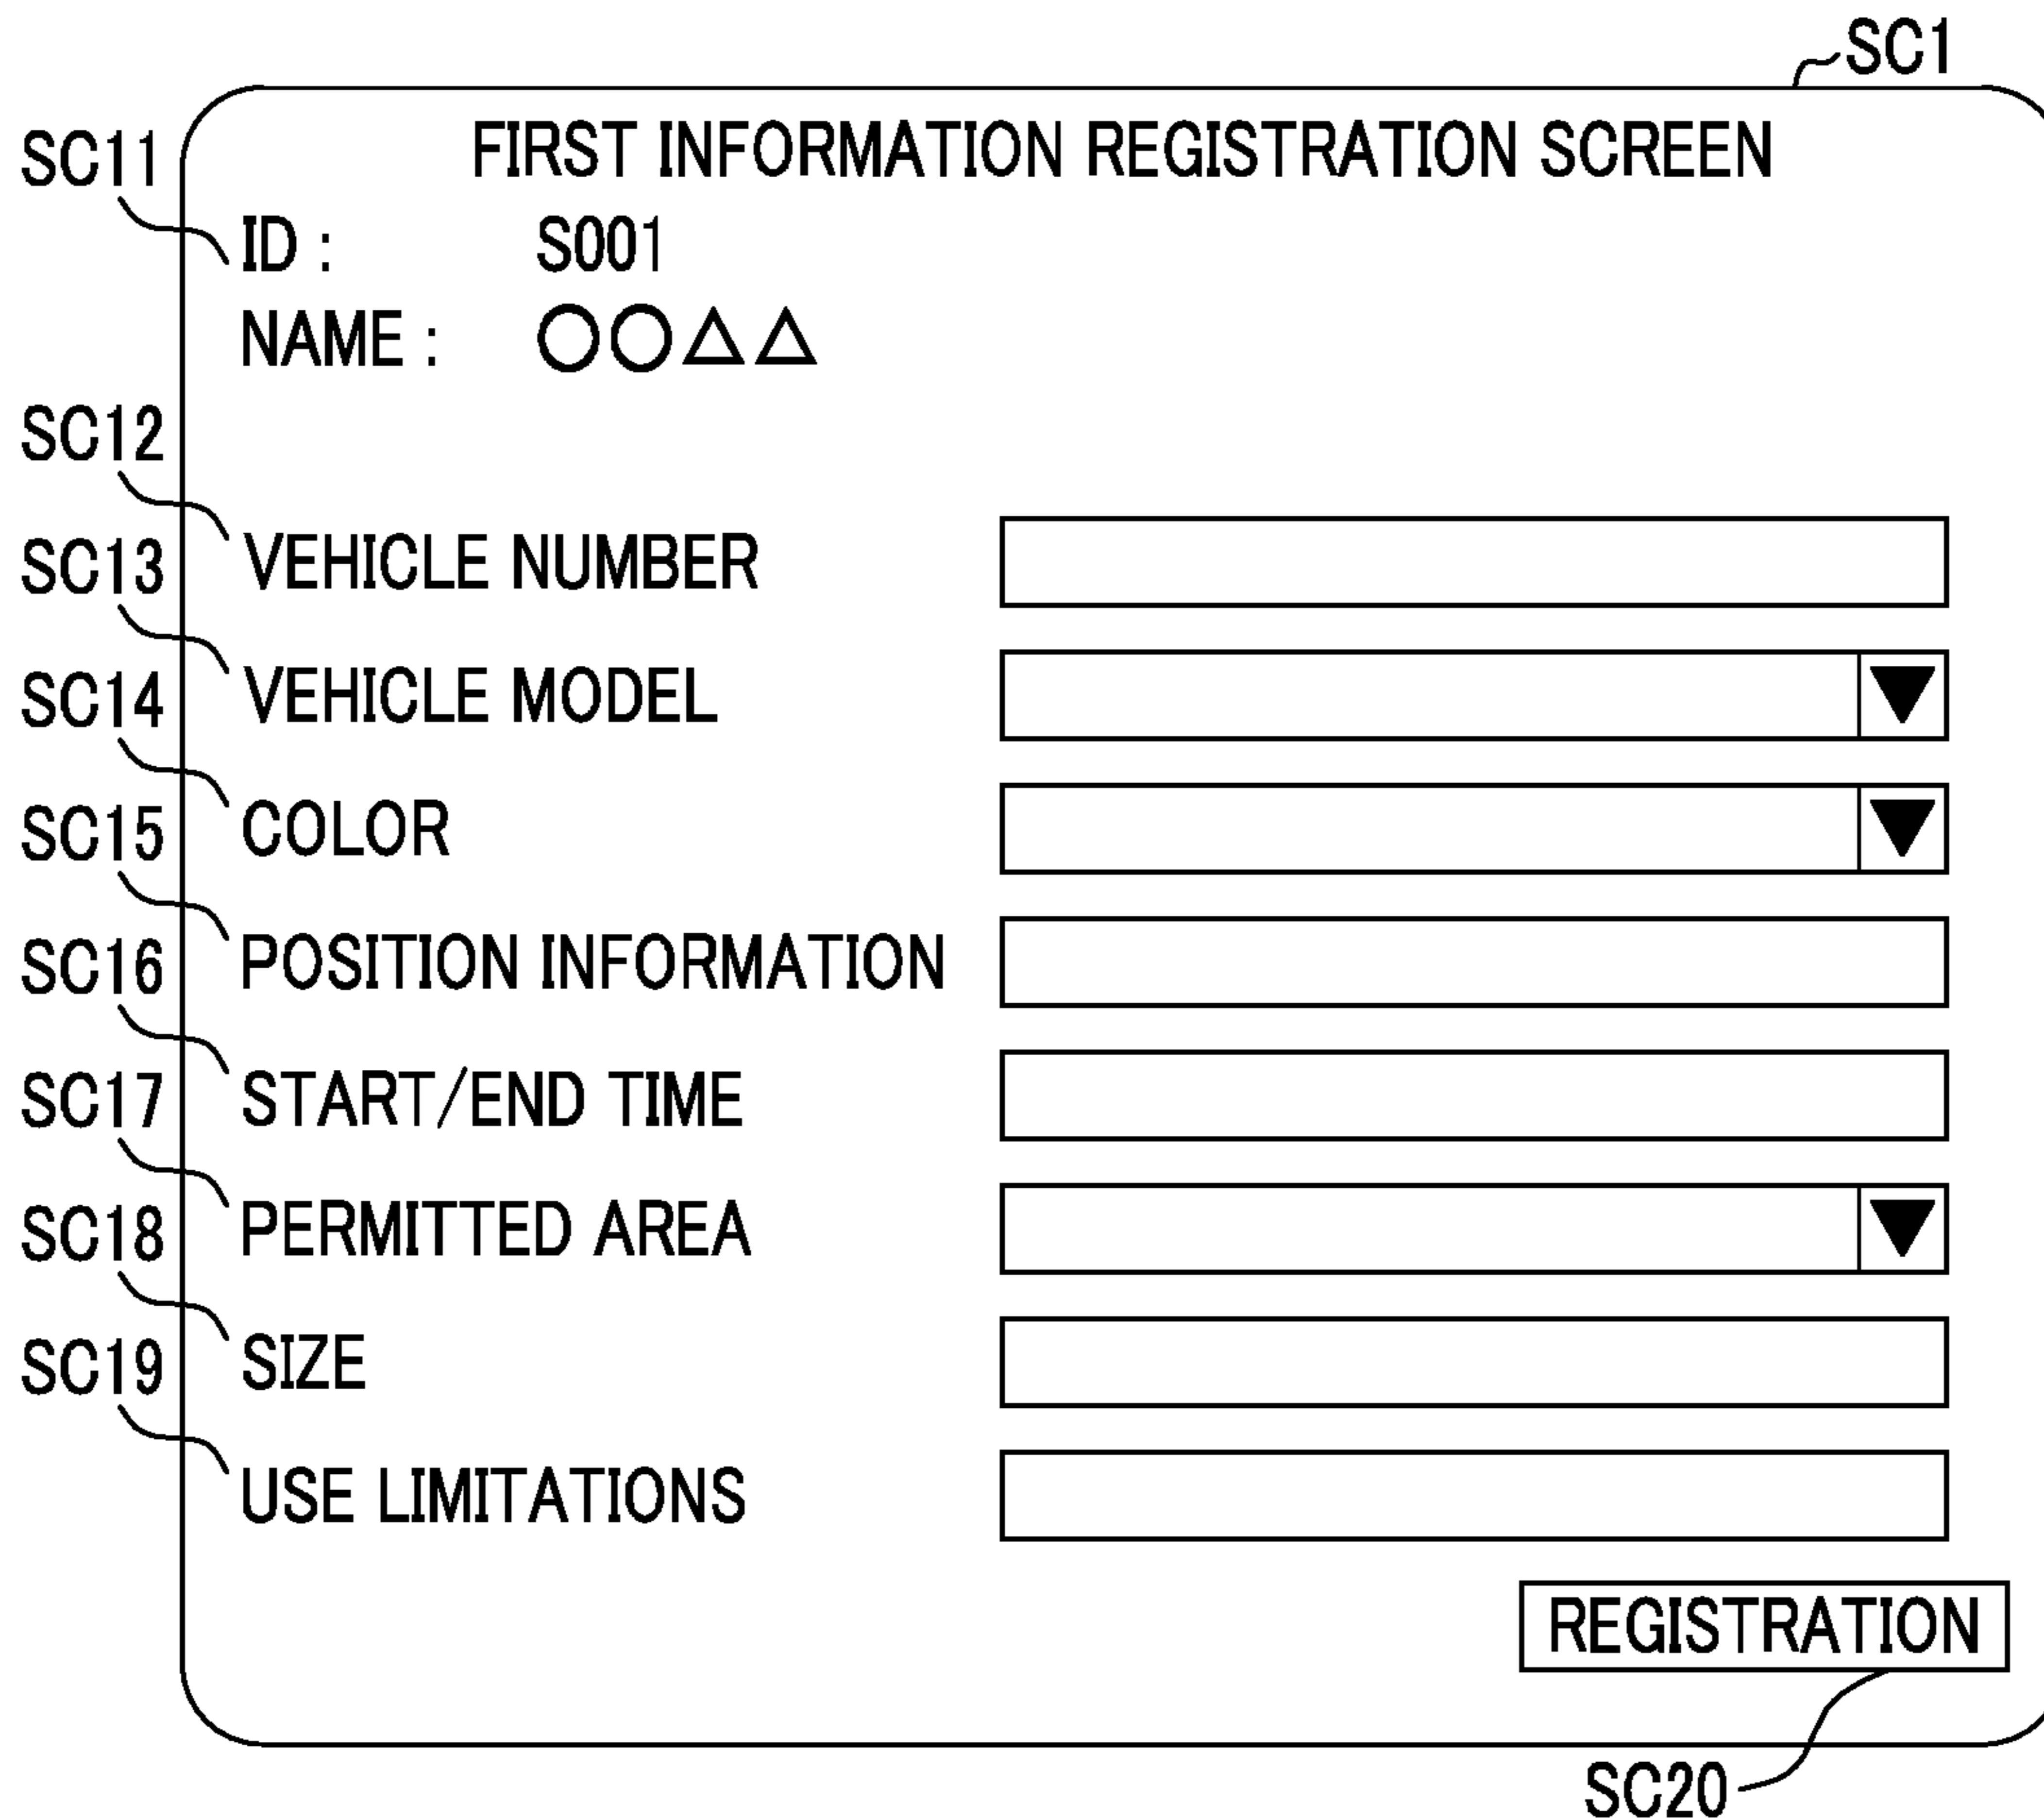 SC1
FIRST INFORMATION REGISTRATION SCREEN
SC11
ID : S001
NAME : ○○△△
SC12
VEHICLE NUMBER
SC13
VEHICLE MODEL
SC14
COLOR
SC15
POSITION INFORMATION
SC16
START/END TIME
SC17
PERMITTED AREA
SC18
SIZE
SC19
USE LIMITATIONS
REGISTRATION
SC20